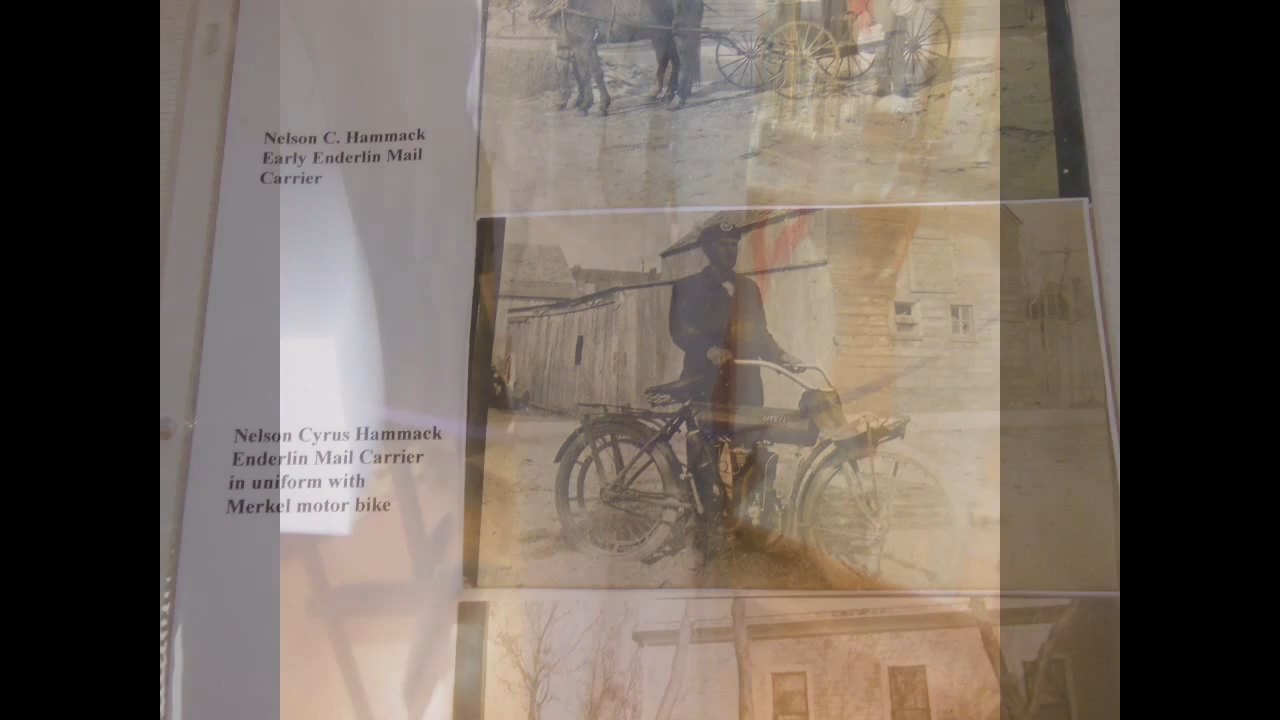 Nelson C. Hammack
Early Enderlin Mail
Carrier
Nelson Cyrus Hammack
Enderlin Mail Carrier
in uniform with
Merkel motor bike